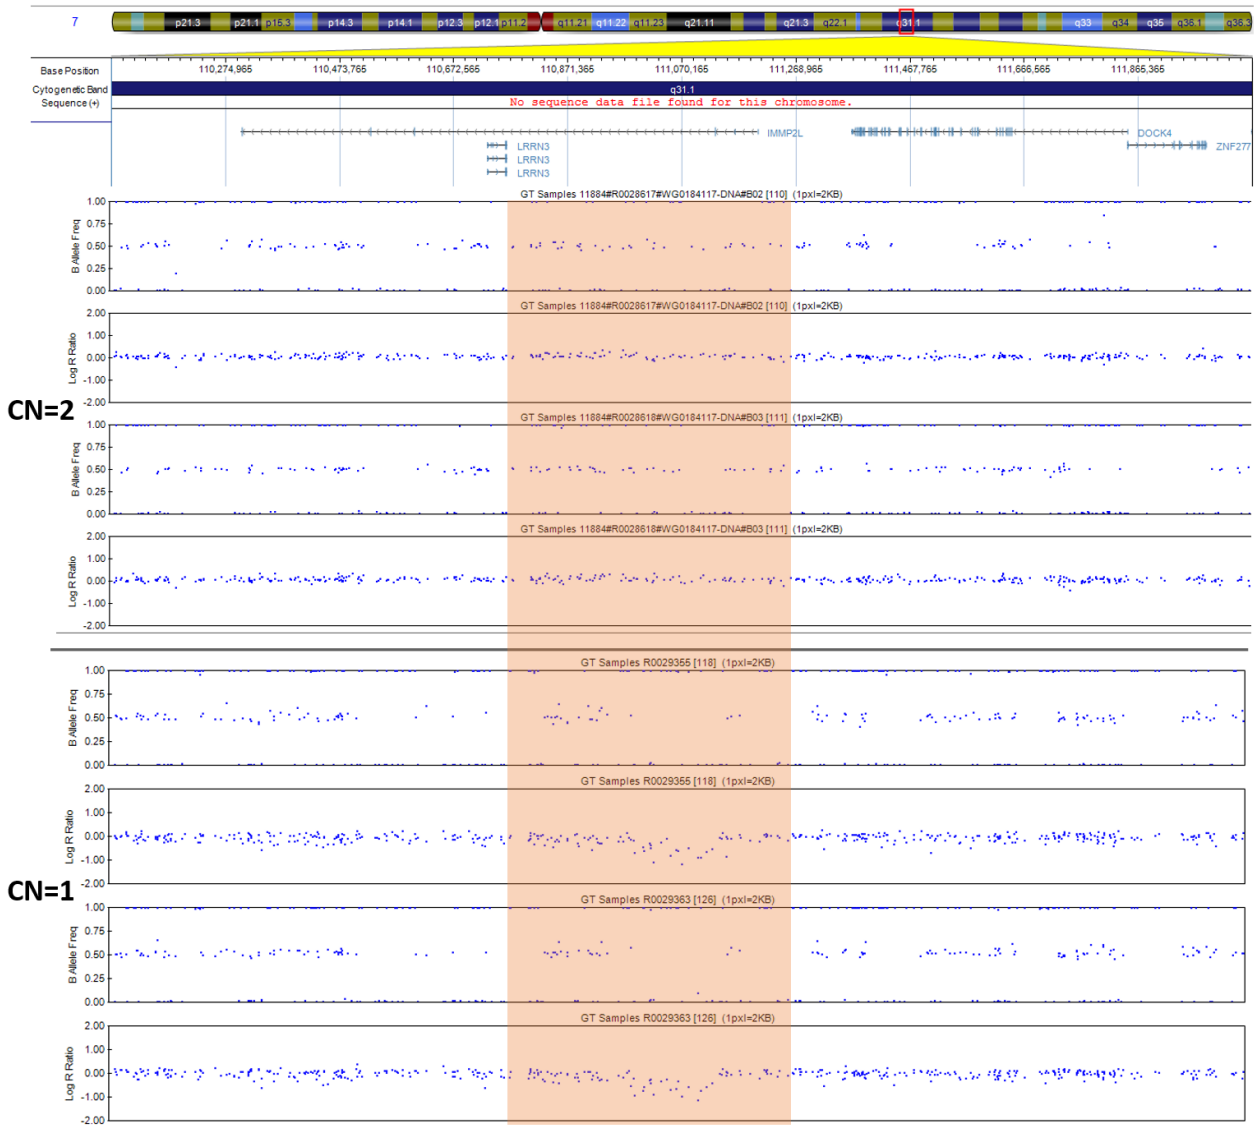 7 p21.3 p21.1 p15.3 p14.3 p14.1 p12.3 p12.1 p11.2 q11.21 q11.22 q11.23 q21.11 q21.3 q22.1 q31.1 q33 q34 q35 q36.1 q36.3
Base Position 110,274,965 110,473,765 110,672,565 110,871,365 111,070,165 111,268,965 111,467,765 111,666,565 111,865,365
Cytogenetic Band q31.1
Sequence (+) No sequence data file found for this chromosome.
IMMP2L DOCK4
LRRN3 ZNF277
LRRN3
LRRN3
GT Samples 11884#R0028617#WG0184117-DNA#B02 [110] (1pxl=2KB)
B Allele Freq
1.00
0.75
0.50
0.25
0.00
GT Samples 11884#R0028617#WG0184117-DNA#B02 [110] (1pxl=2KB)
Log R Ratio
2.00
1.00
0.00
-1.00
-2.00
CN=2
GT Samples 11884#R0028618#WG0184117-DNA#B03 [111] (1pxl=2KB)
B Allele Freq
1.00
0.75
0.50
0.25
0.00
GT Samples 11884#R0028618#WG0184117-DNA#B03 [111] (1pxl=2KB)
Log R Ratio
2.00
1.00
0.00
-1.00
-2.00
GT Samples R0029355 [118] (1pxl=2KB)
B Allele Freq
1.00
0.75
0.50
0.25
0.00
GT Samples R0029355 [118] (1pxl=2KB)
Log R Ratio
2.00
1.00
0.00
-1.00
-2.00
CN=1
GT Samples R0029363 [126] (1pxl=2KB)
B Allele Freq
1.00
0.75
0.50
0.25
0.00
GT Samples R0029363 [126] (1pxl=2KB)
Log R Ratio
2.00
1.00
0.00
-1.00
-2.00